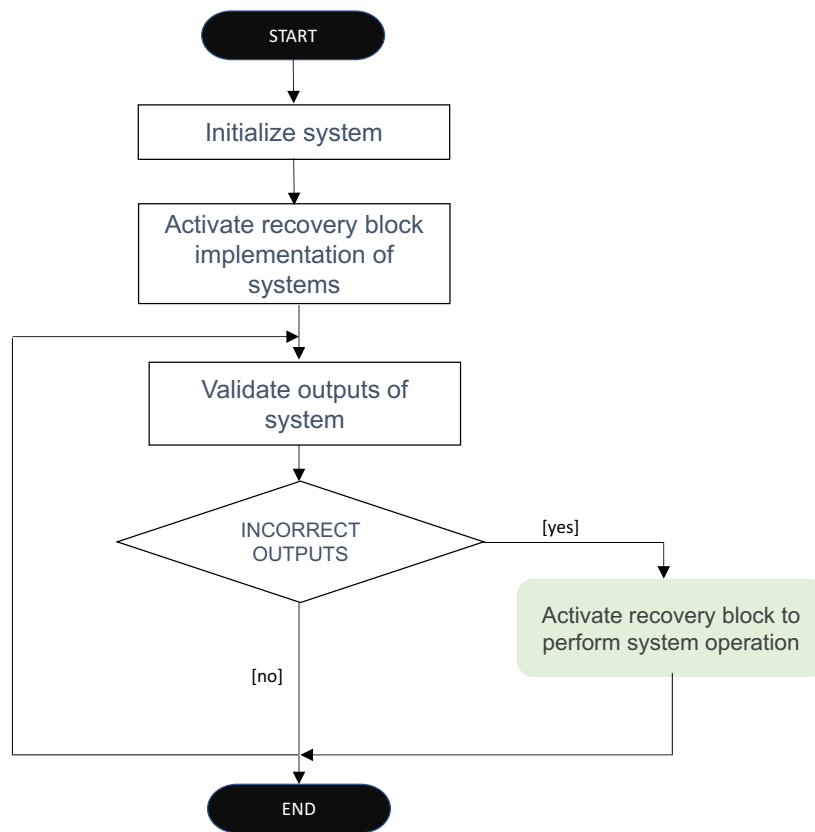 START
Initialize system
Activate recovery block
implementation of
systems
Validate outputs of
system
INCORRECT
OUTPUTS
[yes]
Activate recovery block to
perform system operation
[no]
END